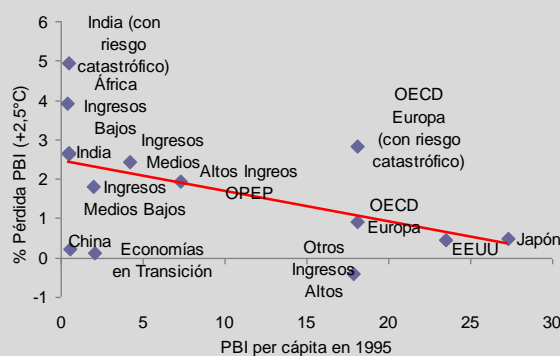 % Pérdida PBI (+2,5°C)
6
5
4
3
2
1
0
-1
India (con
riesgo
catastrófico)
África
Ingresos
Bajos
India
Ingresos
Medios
Altos Ingreos
OPEP
Ingresos
Medios Bajos
China
Economías
en Transición
OECD
Europa
(con riesgo
catastrófico)
OECD
Europa
Otros
Ingresos
Altos
EEUU
Japón
0 5 10 15 20 25 30
PBI per cápita en 1995